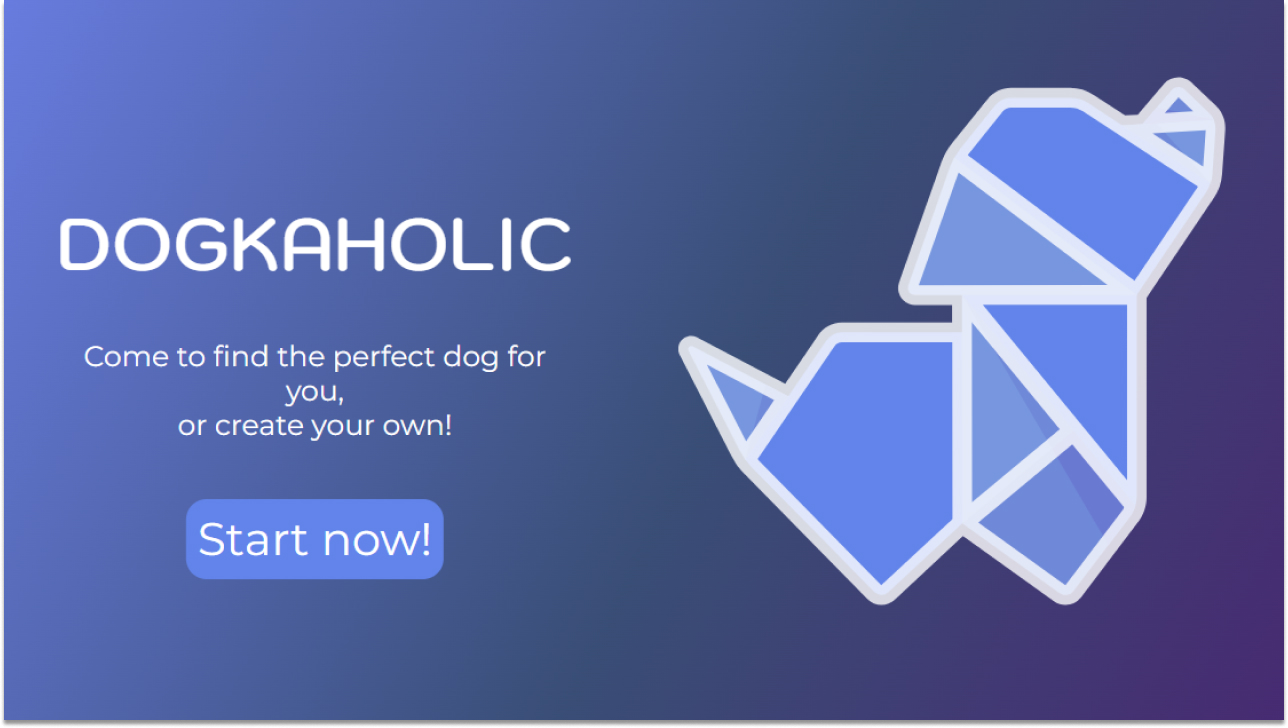 DOGKAHOLIC
Come to find the perfect dog for
you,
or create your own!
Start now!